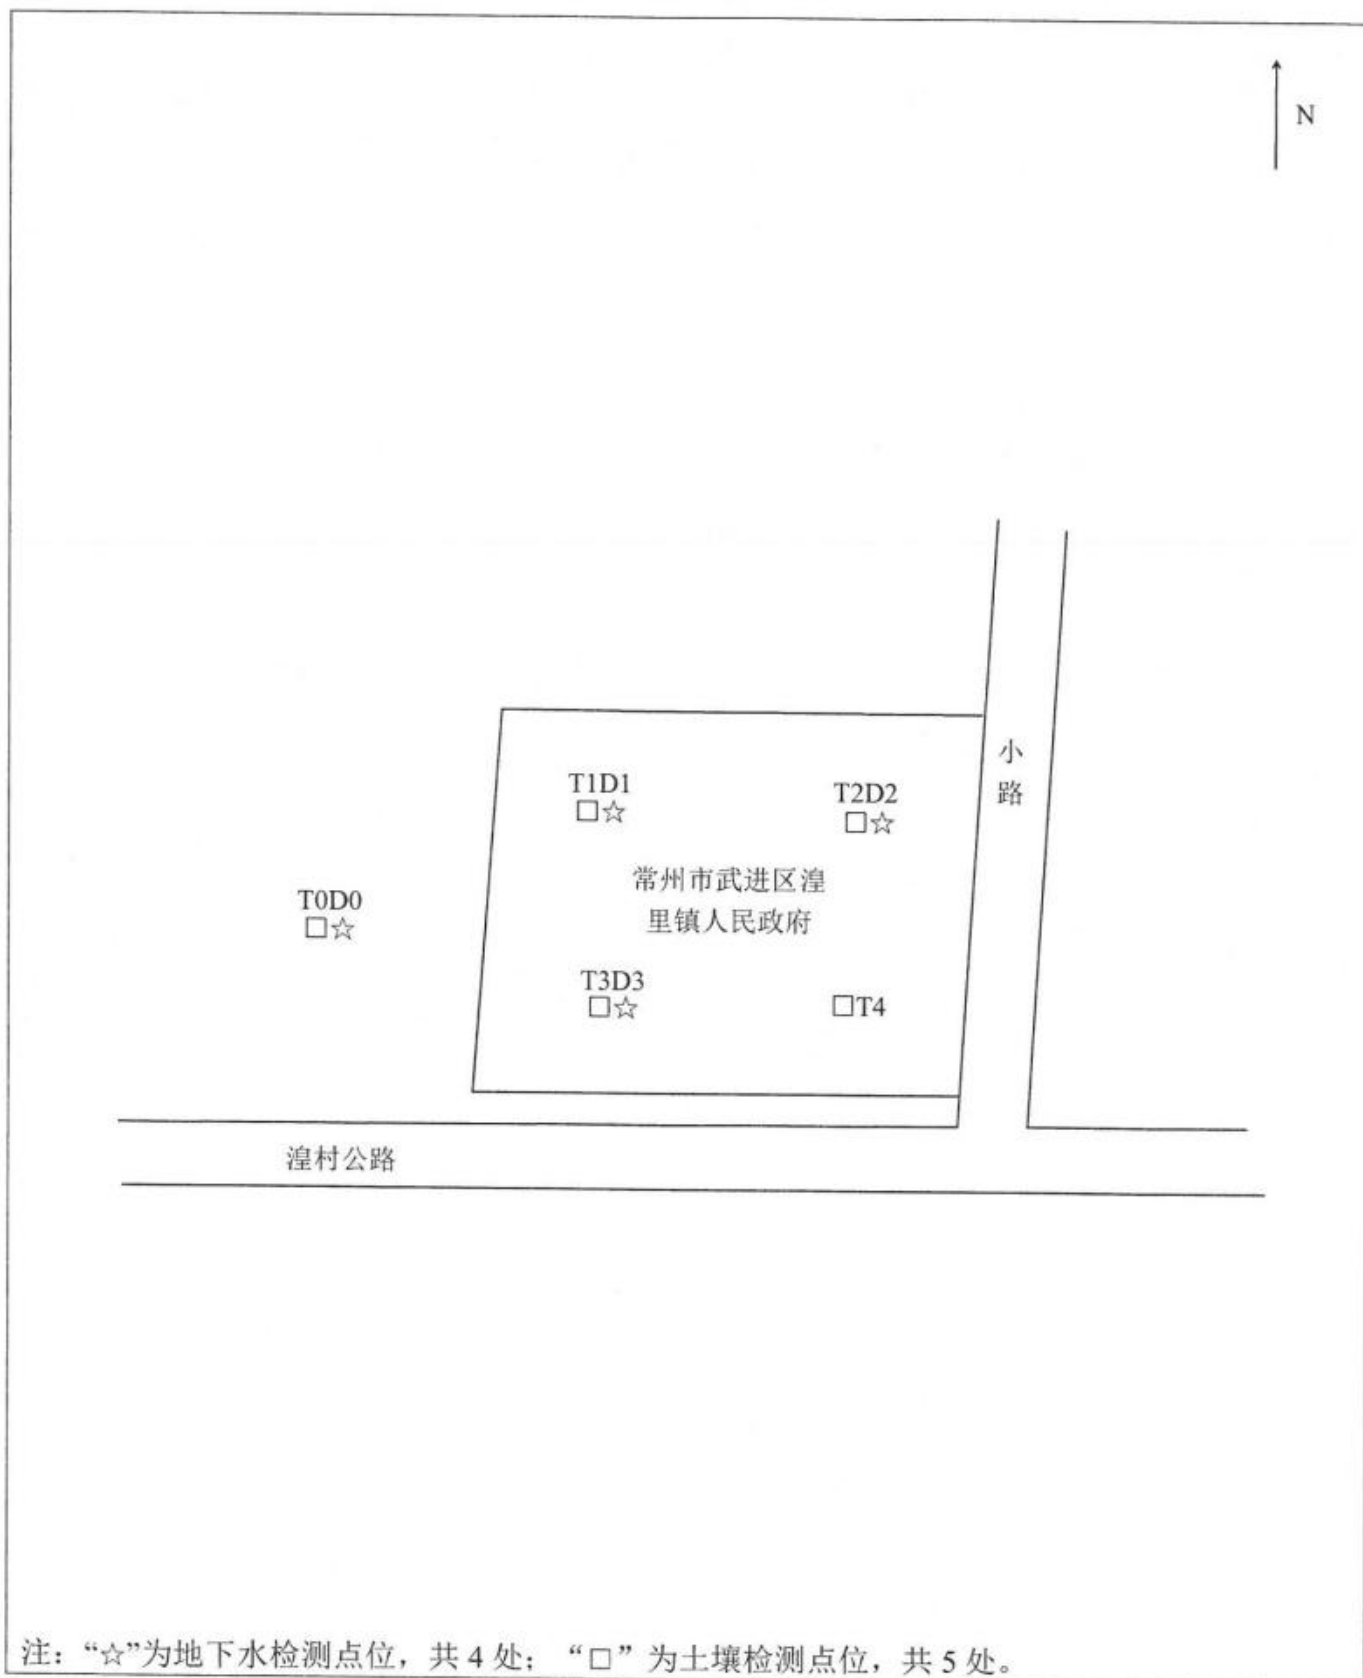 N
小
路
T1D1
□☆
T2D2
□☆
常州市武进区湟
里镇人民政府
T0D0
□☆
T3D3
□☆
□T4
湟村公路
注：“☆”为地下水检测点位，共 4 处；“□”为土壤检测点位，共 5 处。